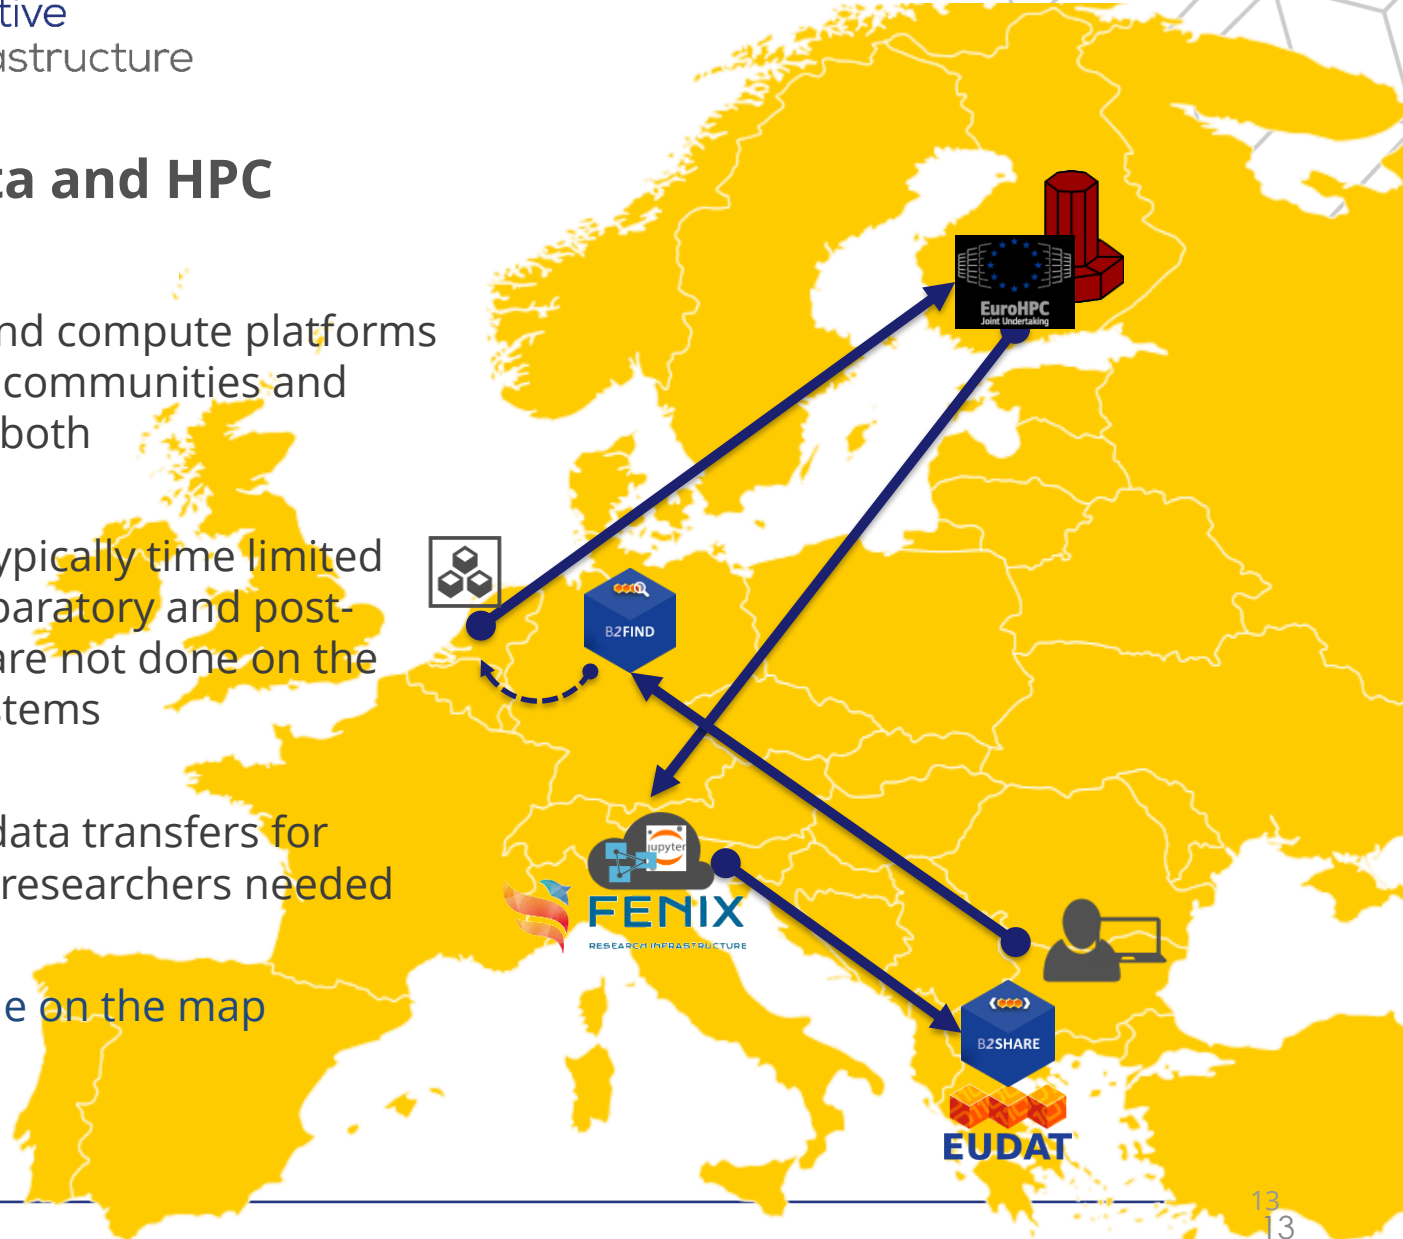 tive
astructure
ta and HPC
nd compute platforms
communities and
both
ypically time limited
paratory and post-
are not done on the
stems
data transfers for
researchers needed
e on the map
EuroHPC
Joint Undertaking
B2FIND
jupyter
FENIX
RESEARCH INFRASTRUCTURE
B2SHARE
EUDAT
13
13